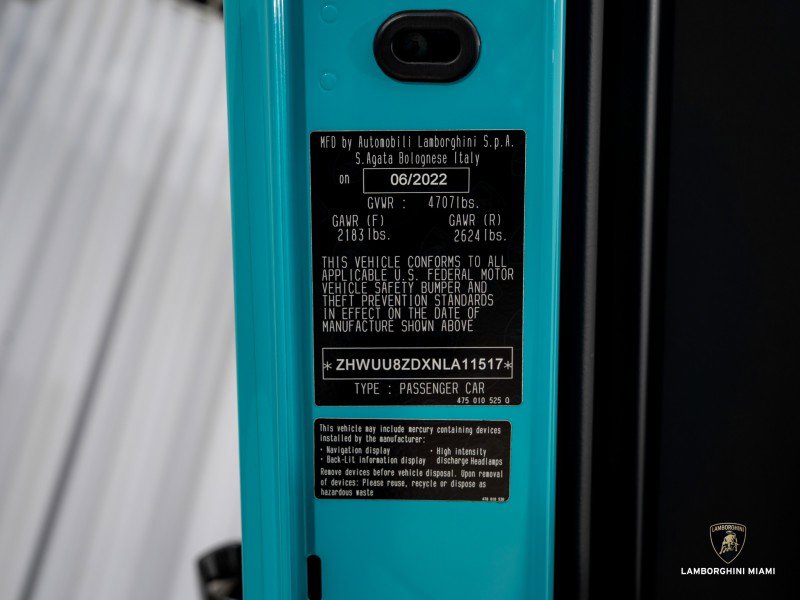 MFD by Automobili Lamborghini S.p.A.
S.Agata Bolognese Italy
on 06/2022
GVWR : 4707lbs.
GAWR (F) GAWR (R)
2183lbs. 2624lbs.
THIS VEHICLE CONFORMS TO ALL
APPLICABLE U.S. FEDERAL MOTOR
VEHICLE SAFETY BUMPER AND
THEFT PREVENTION STANDARDS
IN EFFECT ON THE DATE OF
MANUFACTURE SHOWN ABOVE
*ZHWUU8ZDXNLA11517*
TYPE : PASSENGER CAR
475 010 525 O
This vehicle may include mercury containing devices
installed by the manufacturer:
· Navigation display · High intensity
· Back-Lit information display discharge Headlamps
Remove devices before vehicle disposal. Upon removal
of devices: Please reuse, recycle or dispose as
hazardous waste
LAMBORGHINI
LAMBORGHINI MIAMI